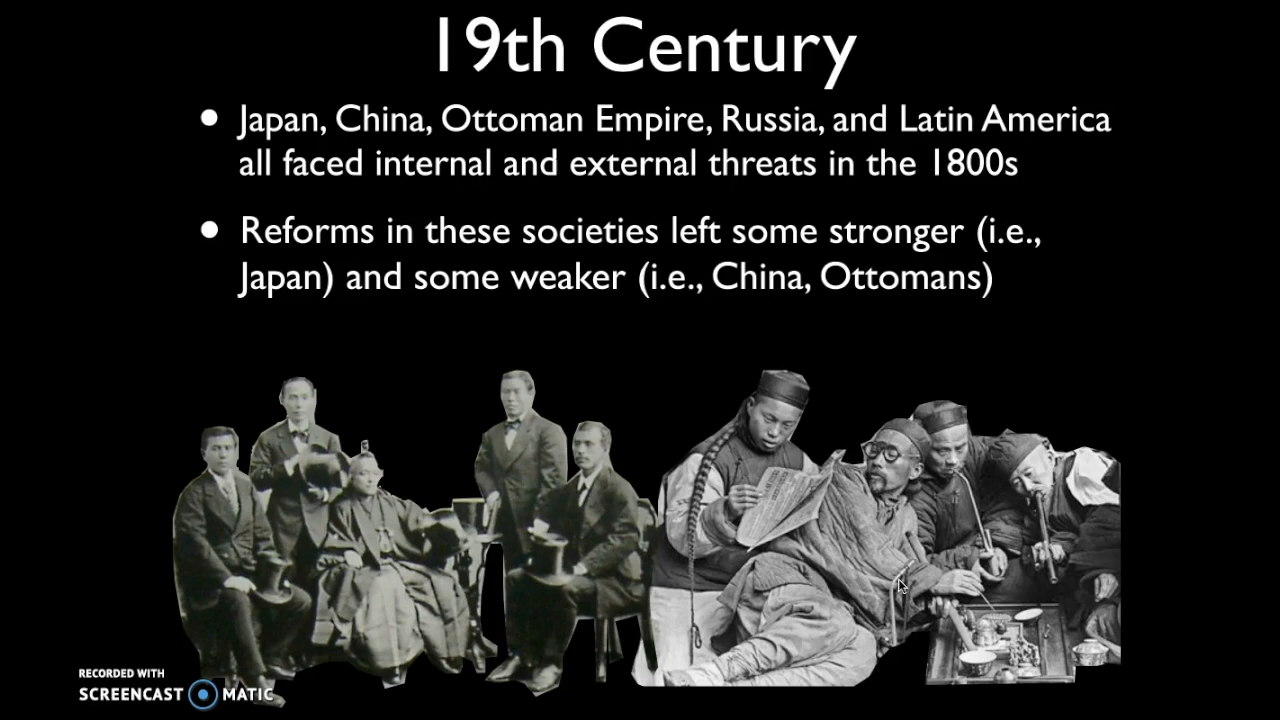 19th Century
• Japan, China, Ottoman Empire, Russia, and Latin America
all faced internal and external threats in the 1800s
• Reforms in these societies left some stronger (i.e.,
Japan) and some weaker (i.e., China, Ottomans)
RECORDED WITH
SCREENCAST MATIC